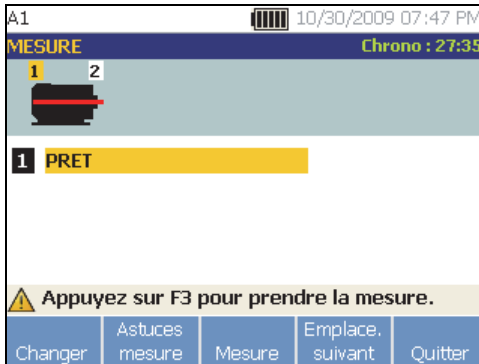 A1 10/30/2009 07:47 PM
MESURE Chrono : 27:35
1 2
1 PRET
Appuyez sur F3 pour prendre la mesure.
Changer Astuces mesure Mesure Emplace. suivant Quitter